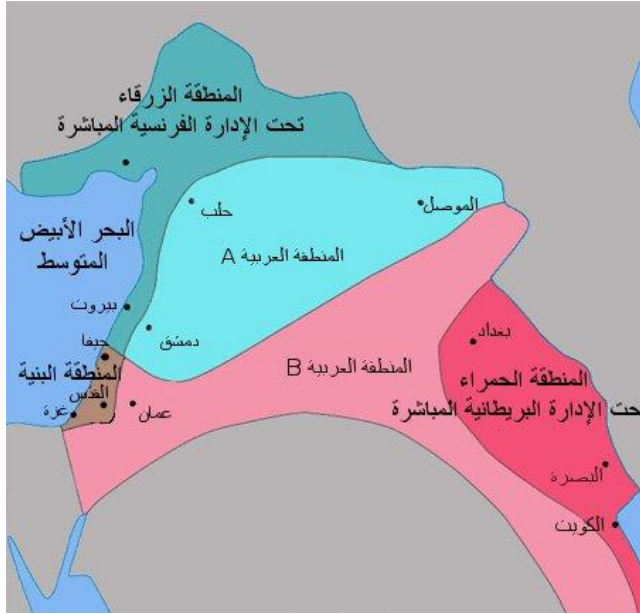 المنطقة الزرقاء
تحت الإدارة الفرنسية المباشرة
حلب
الموصل
البحر الأبيض
المتوسط
المنطقة العربية A
بيروت
دمشق
حيفا
بغداد
المنطقة البنية
المنطقة العربية B
المنطقة الحمراء
حت الإدارة البريطانية المباشرة
القدس
غزة
عمان
البصرة
الكويت